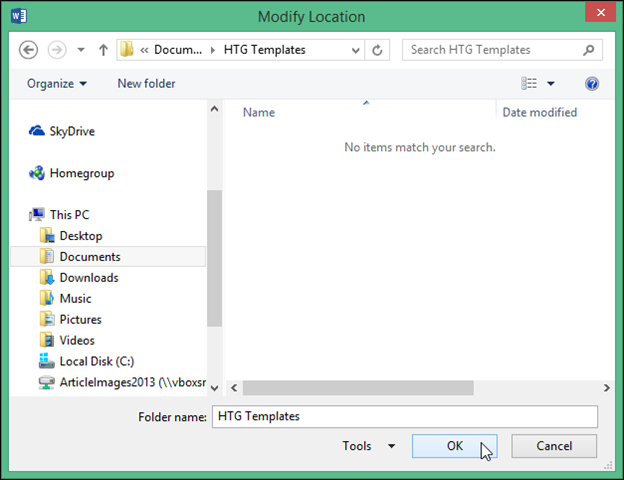 Modify Location
« Docum... HTG Templates
Search HTG Templates
Organize
New folder
Name
Date modified
No items match your search.
SkyDrive
Homegroup
This PC
Desktop
Documents
Downloads
Music
Pictures
Videos
Local Disk (C:)
ArticleImages2013 (\\vboxsr
Folder name: HTG Templates
Tools
OK
Cancel